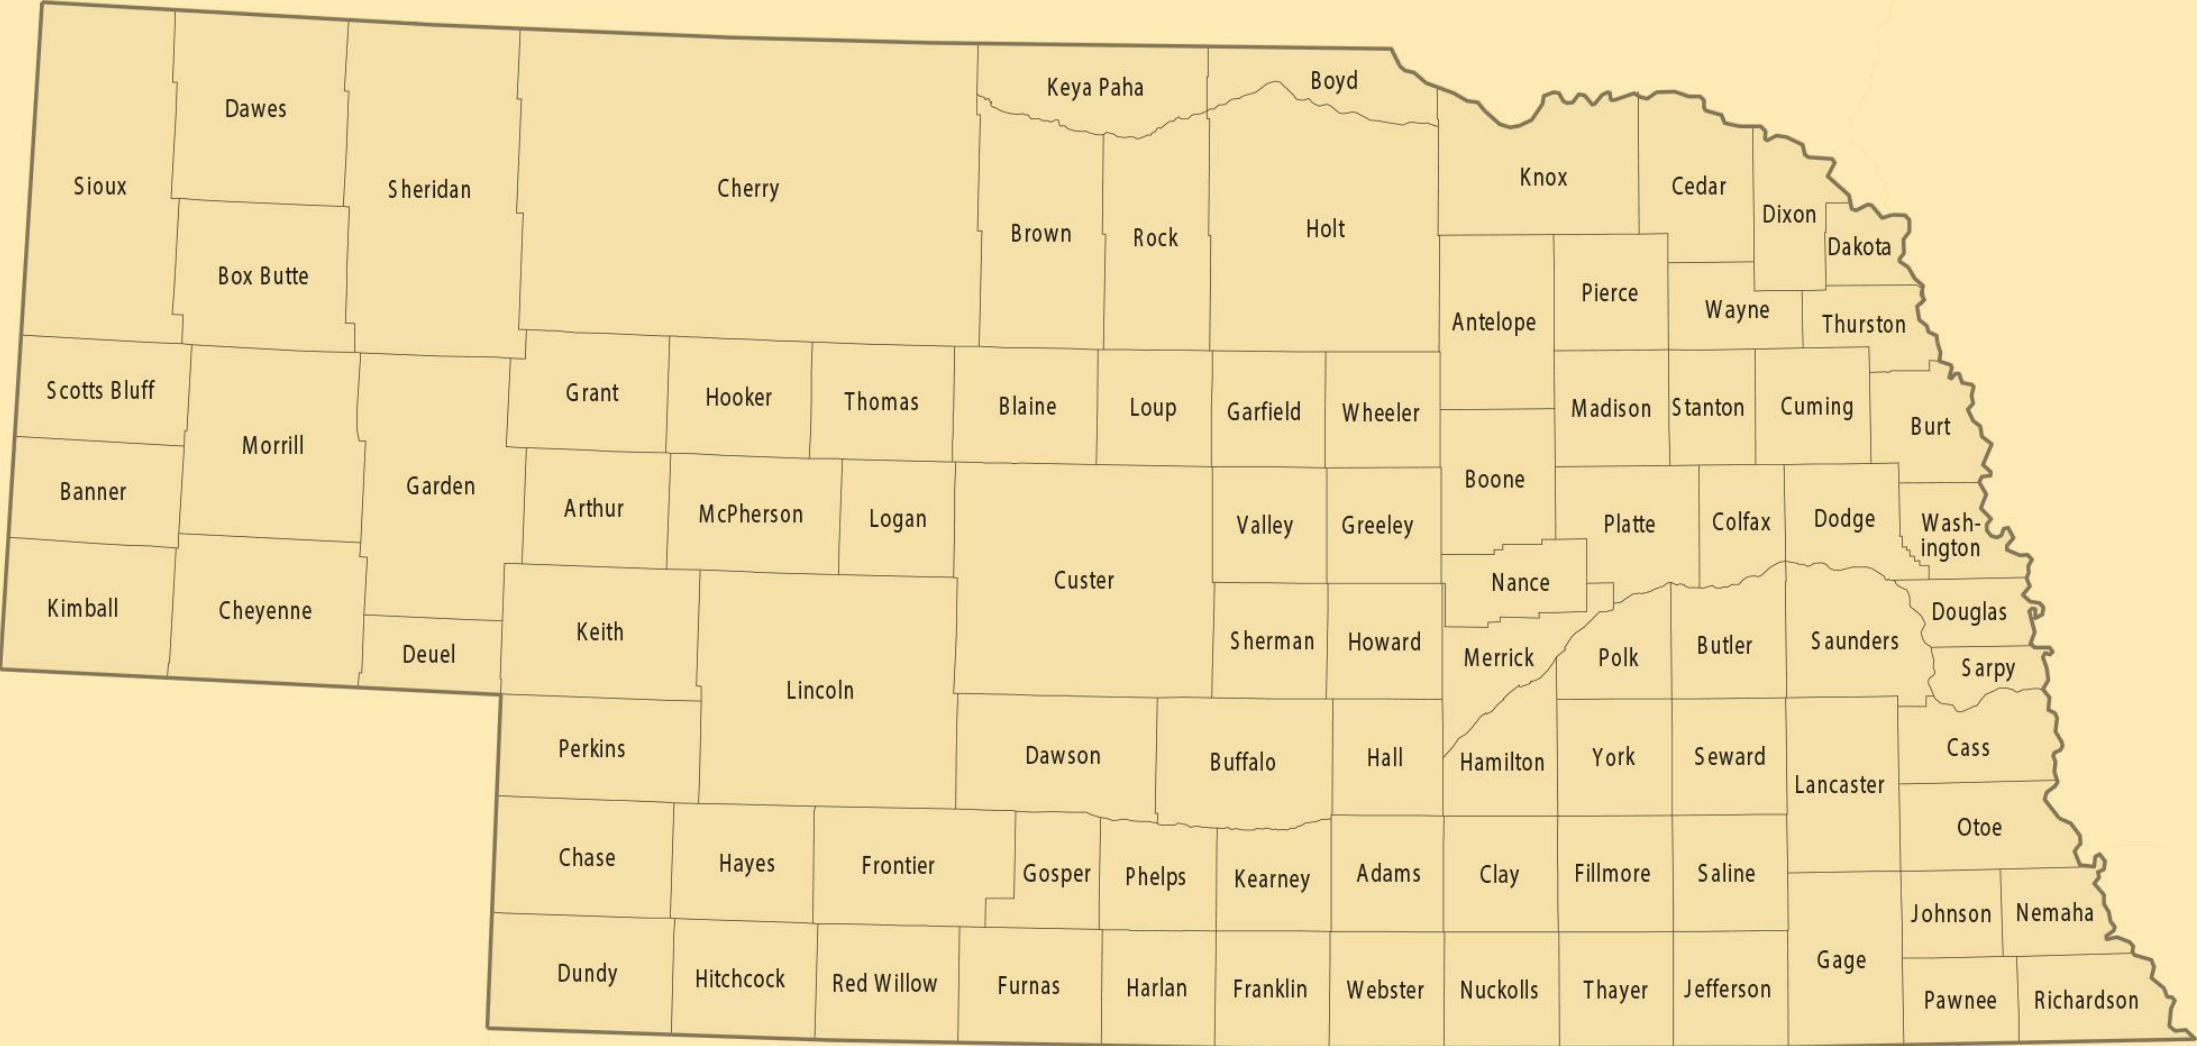 Keya Paha
Boyd
Dawes
Sioux
Sheridan
Cherry
Knox
Cedar
Dixon
Brown
Rock
Holt
Dakota
Box Butte
Antelope
Pierce
Wayne
Thurston
Scotts Bluff
Grant
Hooker
Thomas
Blaine
Loup
Garfield
Wheeler
Madison
Stanton
Cuming
Burt
Morrill
Banner
Garden
Arthur
McPherson
Logan
Valley
Greeley
Boone
Platte
Colfax
Dodge
Wash-
ington
Custer
Nance
Kimball
Cheyenne
Deuel
Keith
Lincoln
Sherman
Howard
Merrick
Polk
Butler
Saunders
Douglas
Sarpy
Perkins
Dawson
Buffalo
Hall
Hamilton
York
Seward
Lancaster
Cass
Otoe
Chase
Hayes
Frontier
Gosper
Phelps
Kearney
Adams
Clay
Fillmore
Saline
Johnson
Nemaha
Dundy
Hitchcock
Red Willow
Furnas
Harlan
Franklin
Webster
Nuckolls
Thayer
Jefferson
Gage
Pawnee
Richardson